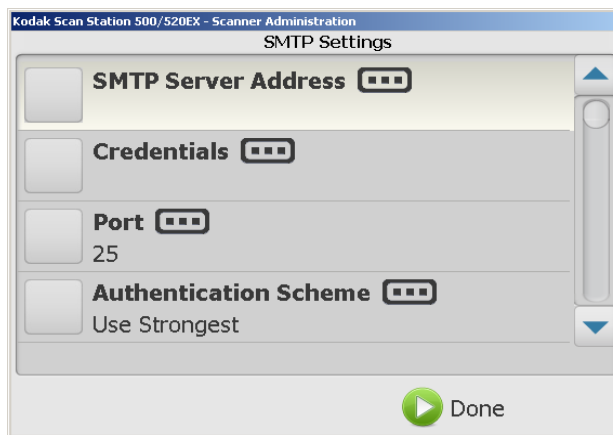 Kodak Scan Station 500/520EX - Scanner Administration
SMTP Settings
SMTP Server Address
Credentials
Port
25
Authentication Scheme
Use Strongest
Done